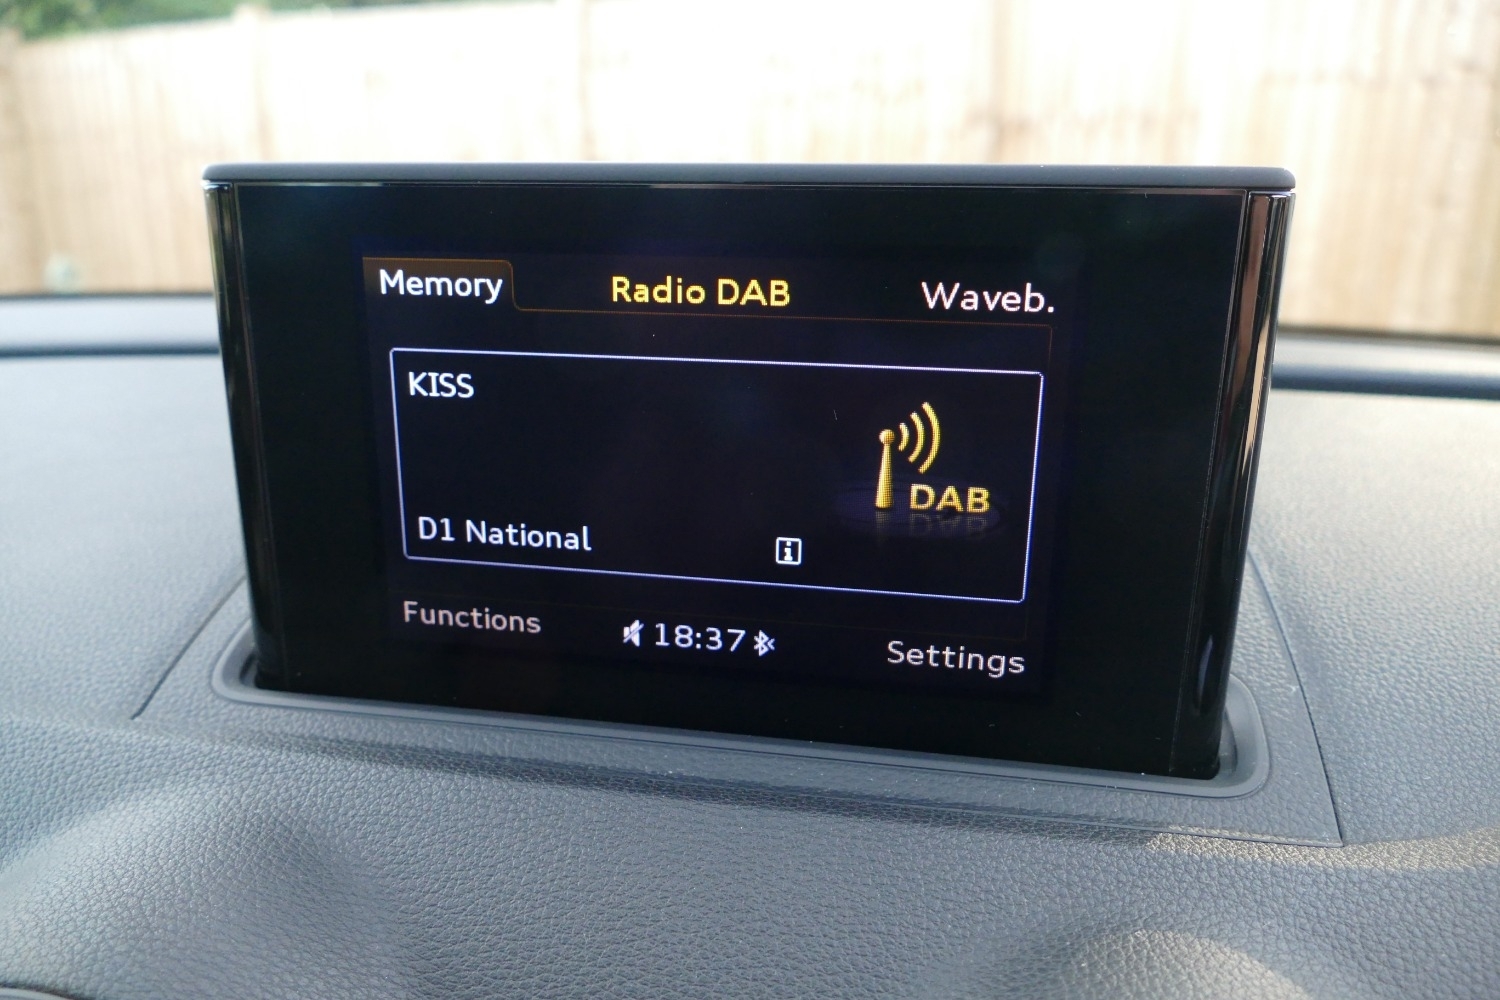 Memory Radio DAB Waveb.
KISS
DAB
D1 National i
Functions 18:37 Settings